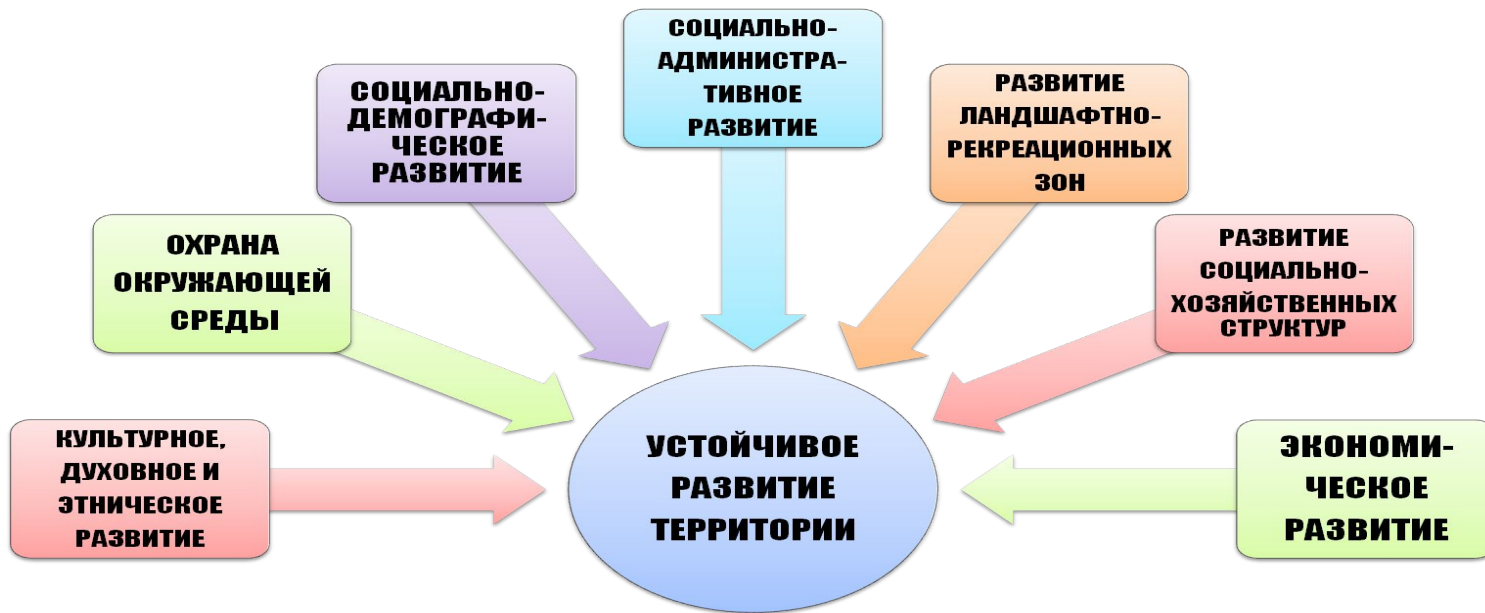 КУЛЬТУРНОЕ,
ДУХОВНОЕ И
ЭТНИЧЕСКОЕ
РАЗВИТИЕ
ОХРАНА
ОКРУЖАЮЩЕЙ
СРЕДЫ
СОЦИАЛЬНО-
ДЕМОГРАФИ-
ЧЕСКОЕ
РАЗВИТИЕ
СОЦИАЛЬНО-
АДМИНИСТРА-
ТИВНОЕ
РАЗВИТИЕ
РАЗВИТИЕ
ЛАНДШАФТНО-
РЕКРЕАЦИОННЫХ
ЗОН
РАЗВИТИЕ
СОЦИАЛЬНО-
ХОЗЯЙСТВЕННЫХ
СТРУКТУР
ЭКОНОМИ-
ЧЕСКОЕ
РАЗВИТИЕ
УСТОЙЧИВОЕ
РАЗВИТИЕ
ТЕРРИТОРИИ